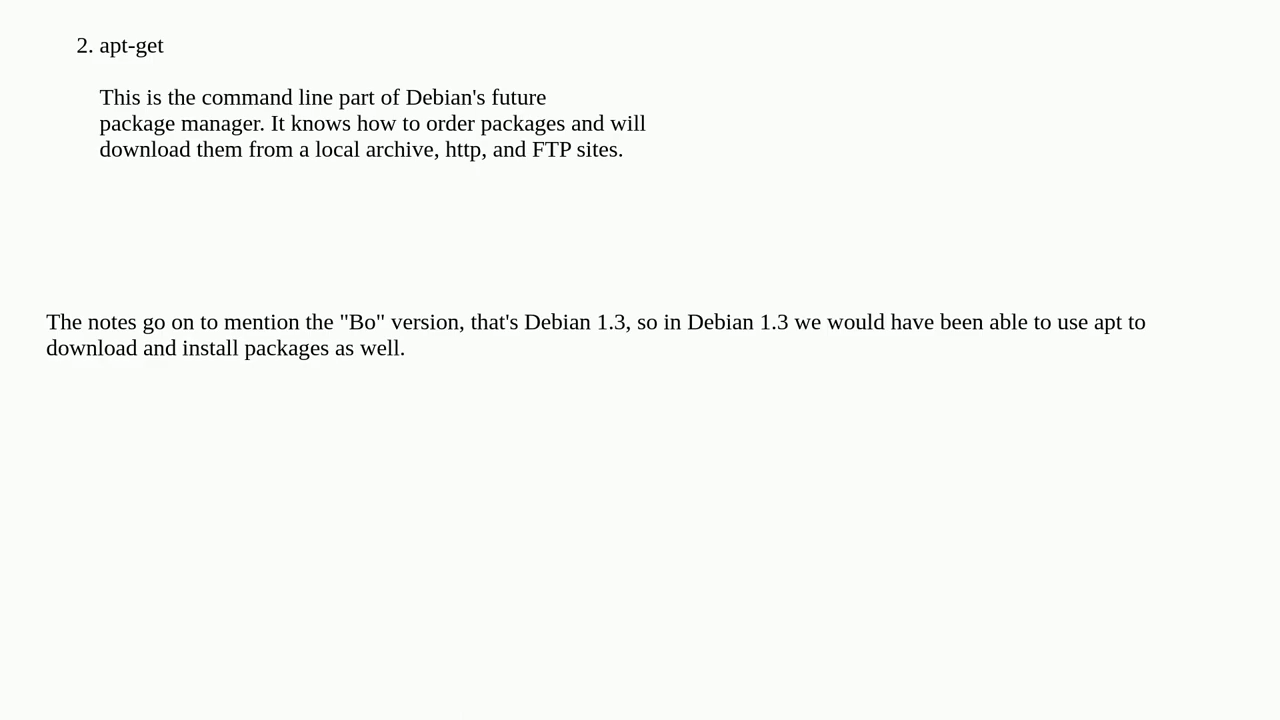 2. apt-get
This is the command line part of Debian's future
package manager. It knows how to order packages and will
download them from a local archive, http, and FTP sites.
The notes go on to mention the "Bo" version, that's Debian 1.3, so in Debian 1.3 we would have been able to use apt to
download and install packages as well.